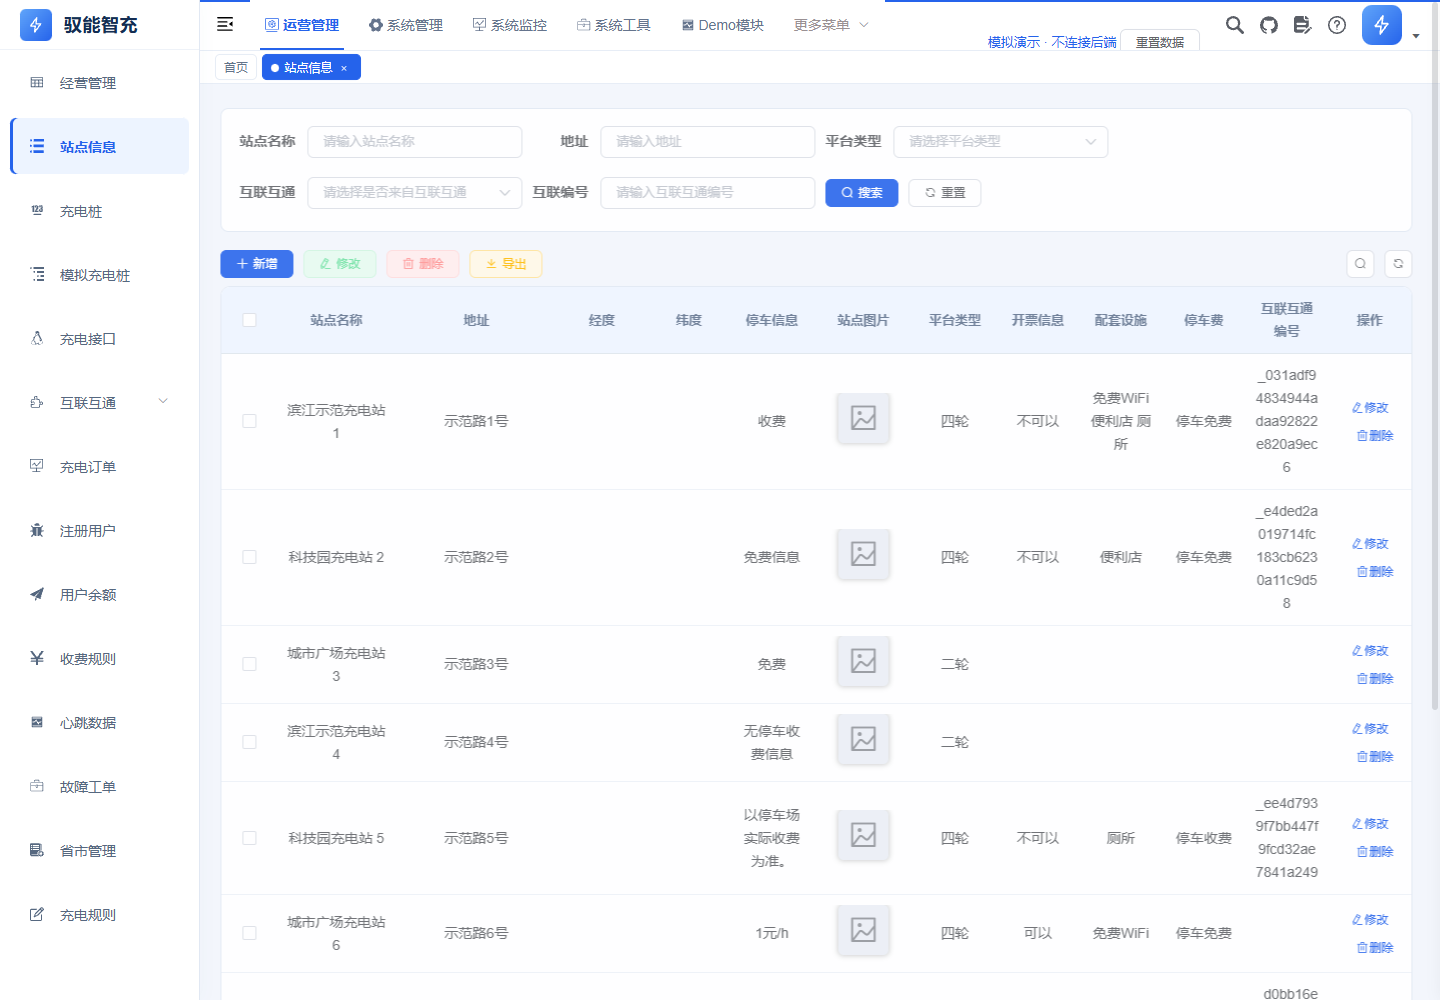 驭能智充
运营管理
系统管理
系统监控
系统工具
Demo模块
更多菜单
模拟演示 · 不连接后端
重置数据
首页
站点信息 ×
经营管理
站点信息
充电桩
模拟充电桩
充电接口
互联互通
充电订单
注册用户
用户余额
收费规则
心跳数据
故障工单
省市管理
充电规则
站点名称 请输入站点名称
地址 请输入地址
平台类型 请选择平台类型
互联互通 请选择是否来自互联互通
互联编号 请输入互联互通编号
搜索
重置
新增
修改
删除
导出
站点名称 地址 经度 纬度 停车信息 站点图片 平台类型 开票信息 配套设施 停车费 互联互通
编号
操作
滨江示范充电站
1
示范路1号
收费
四轮
不可以
免费WiFi
便利店 厕
所
停车免费
_031adf9
4834944a
daa92822
e820a9ec
6
修改
删除
科技园充电站 2
示范路2号
免费信息
四轮
不可以
便利店
停车免费
_e4ded2a
019714fc
183cb623
0a11c9d5
8
修改
删除
城市广场充电站
3
示范路3号
免费
二轮
修改
删除
滨江示范充电站
4
示范路4号
无停车收
费信息
二轮
修改
删除
科技园充电站 5
示范路5号
以停车场
实际收费
为准。
四轮
不可以
厕所
停车收费
_ee4d793
9f7bb447f
9fcd32ae
7841a249
修改
删除
城市广场充电站
6
示范路6号
1元/h
四轮
可以
免费WiFi
停车免费
修改
删除
d0bb16e